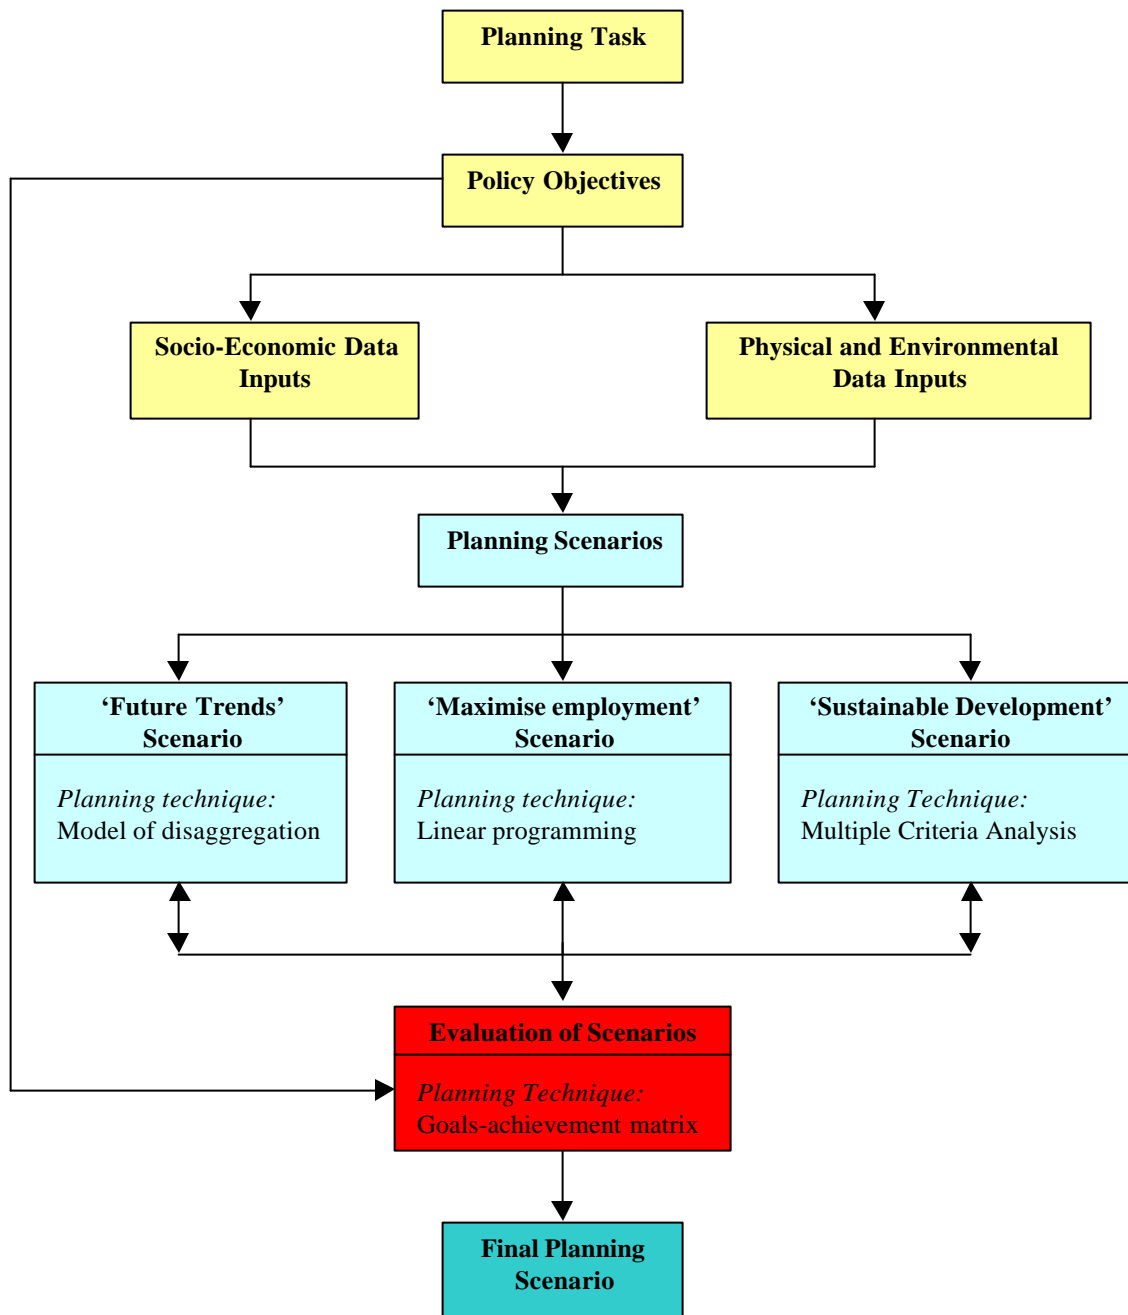 Planning Task
Policy Objectives
Socio-Economic Data
Inputs
Physical and Environmental
Data Inputs
Planning Scenarios
‘Future Trends’
Scenario
Planning technique:
Model of disaggregation
‘Maximise employment’
Scenario
Planning technique:
Linear programming
‘Sustainable Development’
Scenario
Planning Technique:
Multiple Criteria Analysis
Evaluation of Scenarios
Planning Technique:
Goals-achievement matrix
Final Planning
Scenario